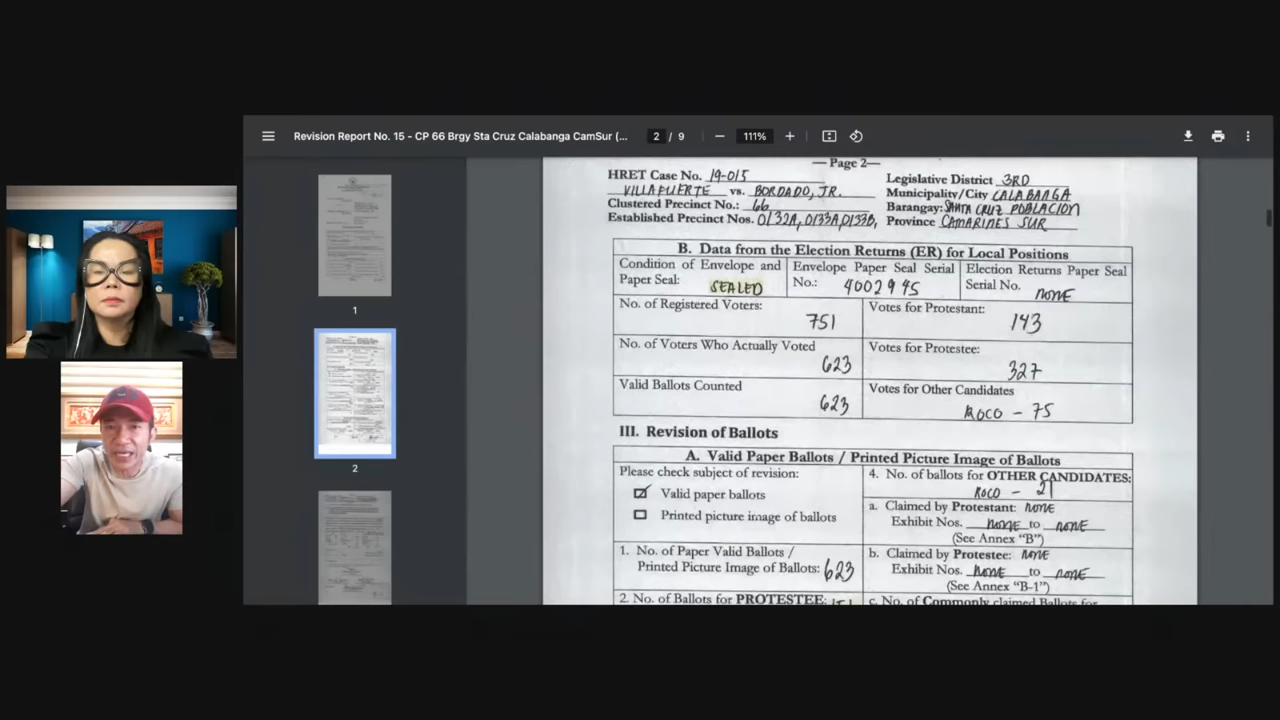 Revision Report No. 15 - CP 66 Brgy Sta Cruz Calabanga CamSur (...
2 / 9
111%
— Page 2—
HRET Case No. 19-015
VILLAFUERTE vs. BORDADO, JR.
Clustered Precinct No.: 66
Established Precinct Nos. 0132A, 0133A, 0133B,
Legislative District 3RD
Municipality/City CALABANGA
Barangay: SANTA CRUZ POBLACION
Province CAMARINES SUR
B. Data from the Election Returns (ER) for Local Positions
Condition of Envelope and
Paper Seal: SEALED
Envelope Paper Seal Serial
No.: 4002945
Election Returns Paper Seal
Serial No. NONE
No. of Registered Voters:
751
Votes for Protestant:
143
No. of Voters Who Actually Voted
623
Votes for Protestee:
327
Valid Ballots Counted
623
Votes for Other Candidates
ROCO - 75
III. Revision of Ballots
A. Valid Paper Ballots / Printed Picture Image of Ballots
Please check subject of revision:
Valid paper ballots
Printed picture image of ballots
4. No. of ballots for OTHER CANDIDATES:
ROCO - 21
a. Claimed by Protestant: NONE
Exhibit Nos. NONE to NONE
(See Annex "B")
1. No. of Paper Valid Ballots /
Printed Picture Image of Ballots: 623
b. Claimed by Protestee: NONE
Exhibit Nos. NONE to NONE
(See Annex "B-1")
2. No. of Ballots for PROTESTEE:
c. No. of Commonly claimed Ballots for
1
2